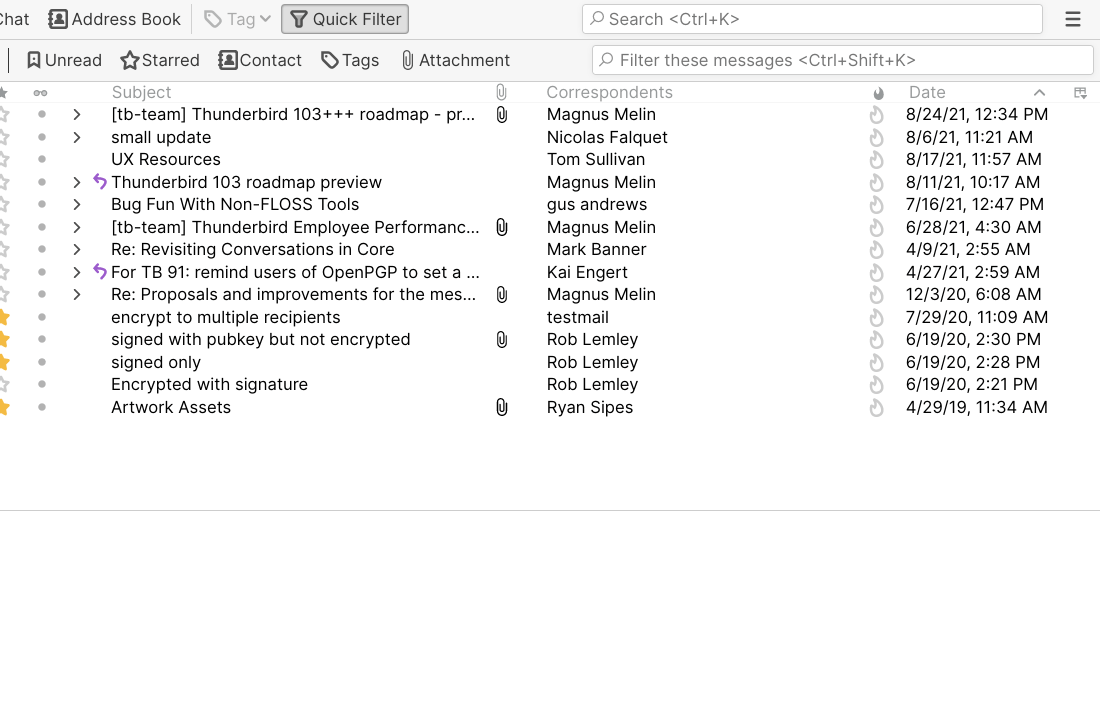 Chat Address Book Tag Quick Filter Search <Ctrl+K>
Unread Starred Contact Tags Attachment Filter these messages <Ctrl+Shift+K>
Subject Correspondents Date
[tb-team] Thunderbird 103+++ roadmap - pr... Magnus Melin 8/24/21, 12:34 PM
small update Nicolas Falquet 8/6/21, 11:21 AM
UX Resources Tom Sullivan 8/17/21, 11:57 AM
Thunderbird 103 roadmap preview Magnus Melin 8/11/21, 10:17 AM
Bug Fun With Non-FLOSS Tools gus andrews 7/16/21, 12:47 PM
[tb-team] Thunderbird Employee Performanc... Magnus Melin 6/28/21, 4:30 AM
Re: Revisiting Conversations in Core Mark Banner 4/9/21, 2:55 AM
For TB 91: remind users of OpenPGP to set a ... Kai Engert 4/27/21, 2:59 AM
Re: Proposals and improvements for the mes... Magnus Melin 12/3/20, 6:08 AM
encrypt to multiple recipients testmail 7/29/20, 11:09 AM
signed with pubkey but not encrypted Rob Lemley 6/19/20, 2:30 PM
signed only Rob Lemley 6/19/20, 2:28 PM
Encrypted with signature Rob Lemley 6/19/20, 2:21 PM
Artwork Assets Ryan Sipes 4/29/19, 11:34 AM